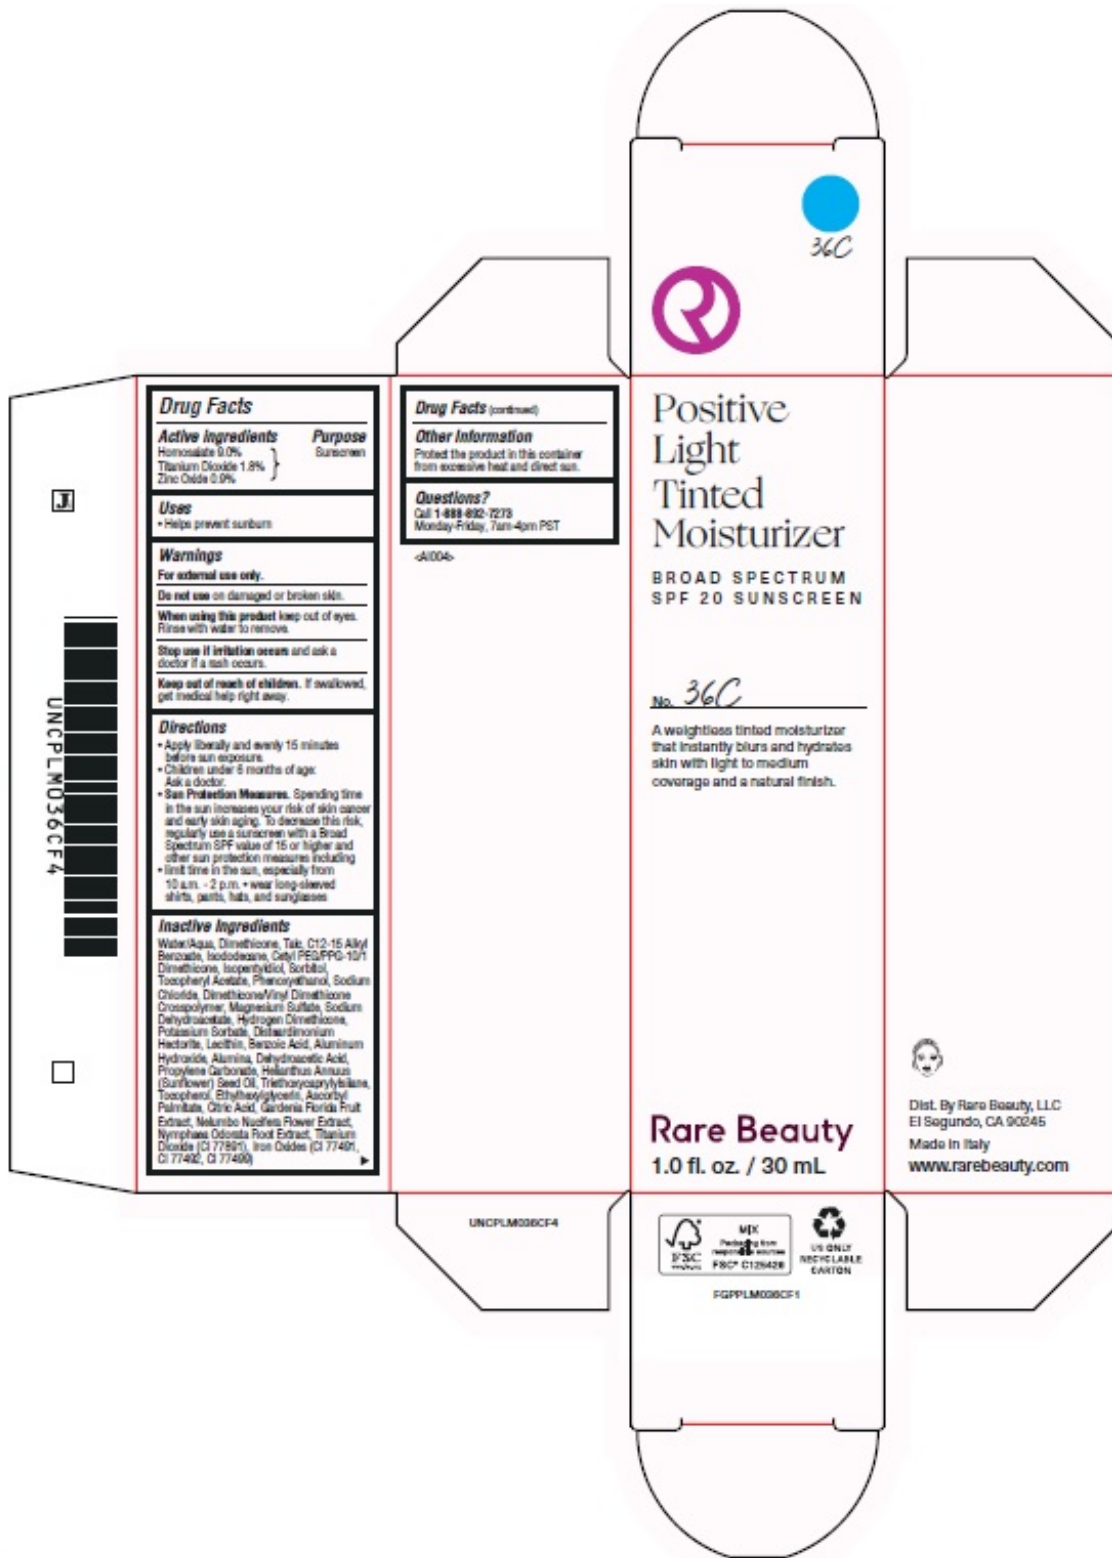 36C
Positive
Light
Tinted
Moisturizer
BROAD SPECTRUM
SPF 20 SUNSCREEN
No. 36C
A weightless tinted moisturizer
that instantly blurs and hydrates
skin with light to medium
coverage and a natural finish.
Rare Beauty
1.0 fl. oz. / 30 mL
Drug Facts
Active Ingredients Purpose
Homosalate 9.0% Sunscreen
Titanium Dioxide 1.8%
Zinc Oxide 0.9%
Uses
• Helps prevent sunburn
Warnings
For external use only.
Do not use on damaged or broken skin.
When using this product keep out of eyes.
Rinse with water to remove.
Stop use if irritation occurs and ask a
doctor if a rash occurs.
Keep out of reach of children. If swallowed,
get medical help right away.
Directions
• Apply liberally and evenly 15 minutes
before sun exposure.
• Children under 6 months of age:
Ask a doctor.
• Sun Protection Measures. Spending time
in the sun increases your risk of skin cancer
and early skin aging. To decrease this risk,
regularly use a sunscreen with a Broad
Spectrum SPF value of 15 or higher and
other sun protection measures including
• limit time in the sun, especially from
10 a.m. - 2 p.m. • wear long-sleeved
shirts, pants, hats, and sunglasses
Inactive Ingredients
Water/Aqua, Dimethicone, Talc, C12-15 Alkyl
Benzoate, Isododecane, Cetyl PEG/PPG-10/1
Dimethicone, Isopentyldiol, Sorbitol,
Tocopheryl Acetate, Phenoxyethanol, Sodium
Chloride, Dimethicone/Vinyl Dimethicone
Crosspolymer, Magnesium Sulfate, Sodium
Dehydroacetate, Hydrogen Dimethicone,
Potassium Sorbate, Disteardimonium
Hectorite, Lecithin, Benzoic Acid, Aluminum
Hydroxide, Alumina, Dehydroacetic Acid,
Propylene Carbonate, Helianthus Annuus
(Sunflower) Seed Oil, Triethoxycaprylylsilane,
Tocopherol, Ethylhexylglycerin, Ascorbyl
Palmitate, Citric Acid, Gardenia Florida Fruit
Extract, Nelumbo Nucifera Flower Extract,
Nymphaea Odorata Root Extract, Titanium
Dioxide (CI 77891), Iron Oxides (CI 77491,
CI 77492, CI 77499)
Drug Facts (continued)
Other Information
Protect the product in this container
from excessive heat and direct sun.
Questions?
Call 1-888-892-7273
Monday-Friday, 7am-4pm PST
<AI004>
Dist. By Rare Beauty, LLC
El Segundo, CA 90245
Made in Italy
www.rarebeauty.com
J
UNCPLM036CF4
UNCPLM036CF4
FSC
MIX
Packaging from
responsible sources
FSC® C125428
US ONLY
RECYCLABLE
CARTON
FGPPLM036CF1